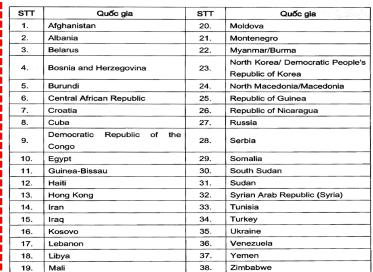 STT Quốc gia STT Quốc gia
1. Afghanistan 20. Moldova
2. Albania 21. Montenegro
3. Belarus 22. Myanmar/Burma
4. Bosnia and Herzegovina 23. North Korea/ Democratic People's
Republic of Korea
5. Burundi 24. North Macedonia/Macedonia
6. Central African Republic 25. Republic of Guinea
7. Croatia 26. Republic of Nicaragua
8. Cuba 27. Russia
9. Democratic Republic of the
Congo 28. Serbia
10. Egypt 29. Somalia
11. Guinea-Bissau 30. South Sudan
12. Haiti 31. Sudan
13. Hong Kong 32. Syrian Arab Republic (Syria)
14. Iran 33. Tunisia
15. Iraq 34. Turkey
16. Kosovo 35. Ukraine
17. Lebanon 36. Venezuela
18. Libya 37. Yemen
19. Mali 38. Zimbabwe